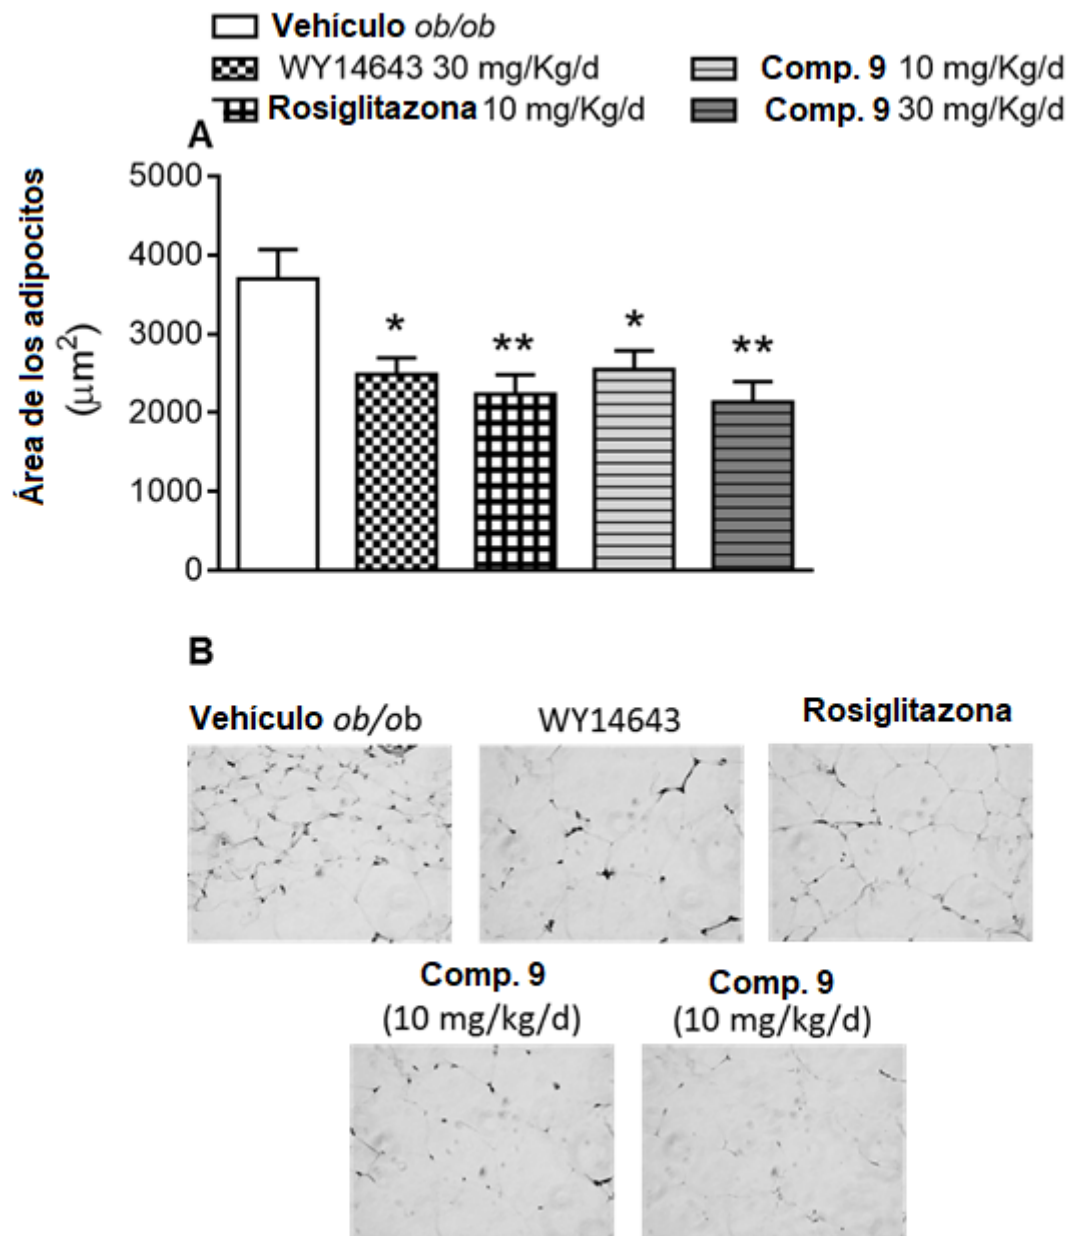 Vehículo ob/ob
WY14643 30 mg/Kg/d
Comp. 9 10 mg/Kg/d
Rosiglitazona 10 mg/Kg/d
Comp. 9 30 mg/Kg/d
A
Área de los adipocitos
(μm²)
5000
4000
3000
2000
1000
0
*
**
*
**
B
Vehículo ob/ob
WY14643
Rosiglitazona
Comp. 9
(10 mg/kg/d)
Comp. 9
(10 mg/kg/d)